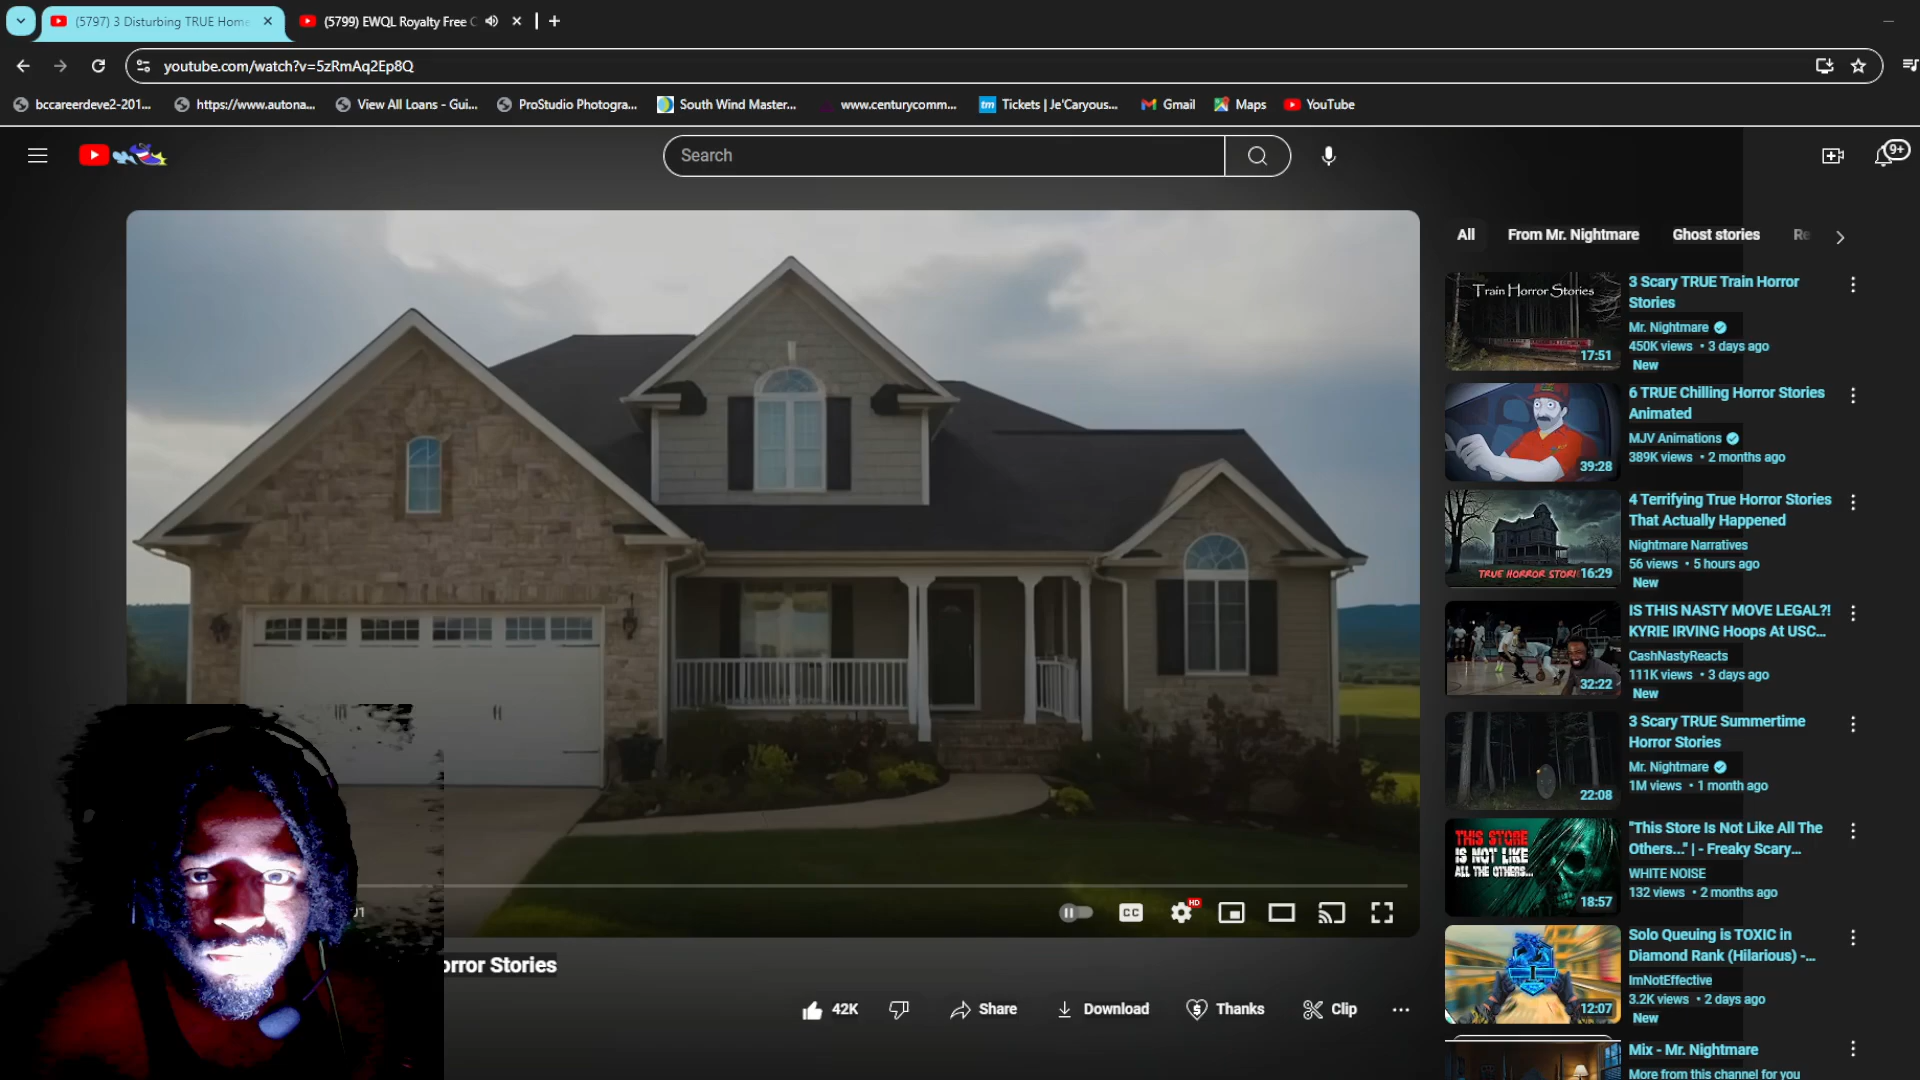 (5797) 3 Disturbing TRUE Home
(5799) EWQL Royalty Free
youtube.com/watch?v=5zRmAq2Ep8Q
bccareerdeve2-201...
https://www.autona...
View All Loans - Gui...
ProStudio Photogra...
South Wind Master...
www.centurycomm...
tm Tickets | Je'Caryous...
Gmail
Maps
YouTube
Search
9+
All
From Mr. Nightmare
Ghost stories
Re
Train Horror Stories
17:51
3 Scary TRUE Train Horror
Stories
Mr. Nightmare
450K views • 3 days ago
New
39:28
6 TRUE Chilling Horror Stories
Animated
MJV Animations
389K views • 2 months ago
TRUE HORROR STORI
16:29
4 Terrifying True Horror Stories
That Actually Happened
Nightmare Narratives
56 views • 5 hours ago
New
32:22
IS THIS NASTY MOVE LEGAL?!
KYRIE IRVING Hoops At USC...
CashNastyReacts
111K views • 3 days ago
New
22:08
3 Scary TRUE Summertime
Horror Stories
Mr. Nightmare
1M views • 1 month ago
THIS STORE
IS NOT LIKE
ALL THE OTHERS...
18:57
"This Store Is Not Like All The
Others..." | - Freaky Scary...
WHITE NOISE
132 views • 2 months ago
12:07
Solo Queuing is TOXIC in
Diamond Rank (Hilarious) -...
ImNotEffective
3.2K views • 2 days ago
New
Mix - Mr. Nightmare
More from this channel for you
CC
HD
orror Stories
42K
Share
Download
Thanks
Clip